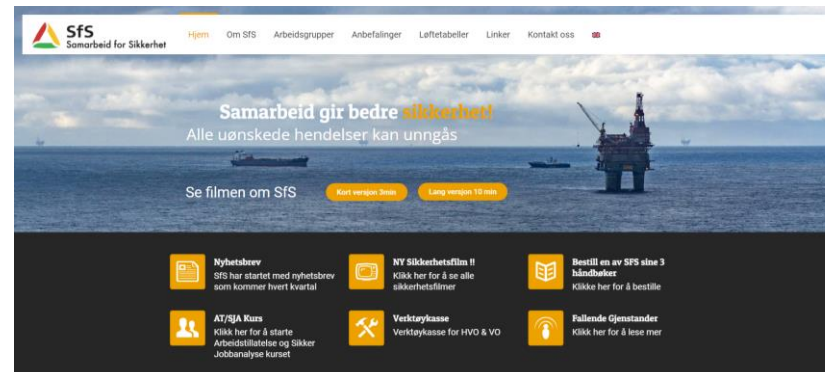 SfS
Samarbeid for Sikkerhet
Hjem Om SfS Arbeidsgrupper Anbefalinger Løftetabeller Linker Kontakt oss
Samarbeid gir bedre sikkerhet!
Alle uønskede hendelser kan unngås
Se filmen om SfS Kort versjon 3min Lang versjon 10 min
Nyhetsbrev
SfS har startet med nyhetsbrev
som kommer hvert kvartal
NY Sikkerhetsfilm !!
Klikk her for å se alle
sikkerhetsfilmer
Bestill en av SFS sine 3
håndbøker
Klikke her for å bestille
AT/SJA Kurs
Klikk her for å starte
Arbeidstillatelse og Sikker
Jobbanalyse kurset
Verktøykasse
Verktøykasse for HVO & VO
Fallende Gjenstander
Klikk her for å lese mer